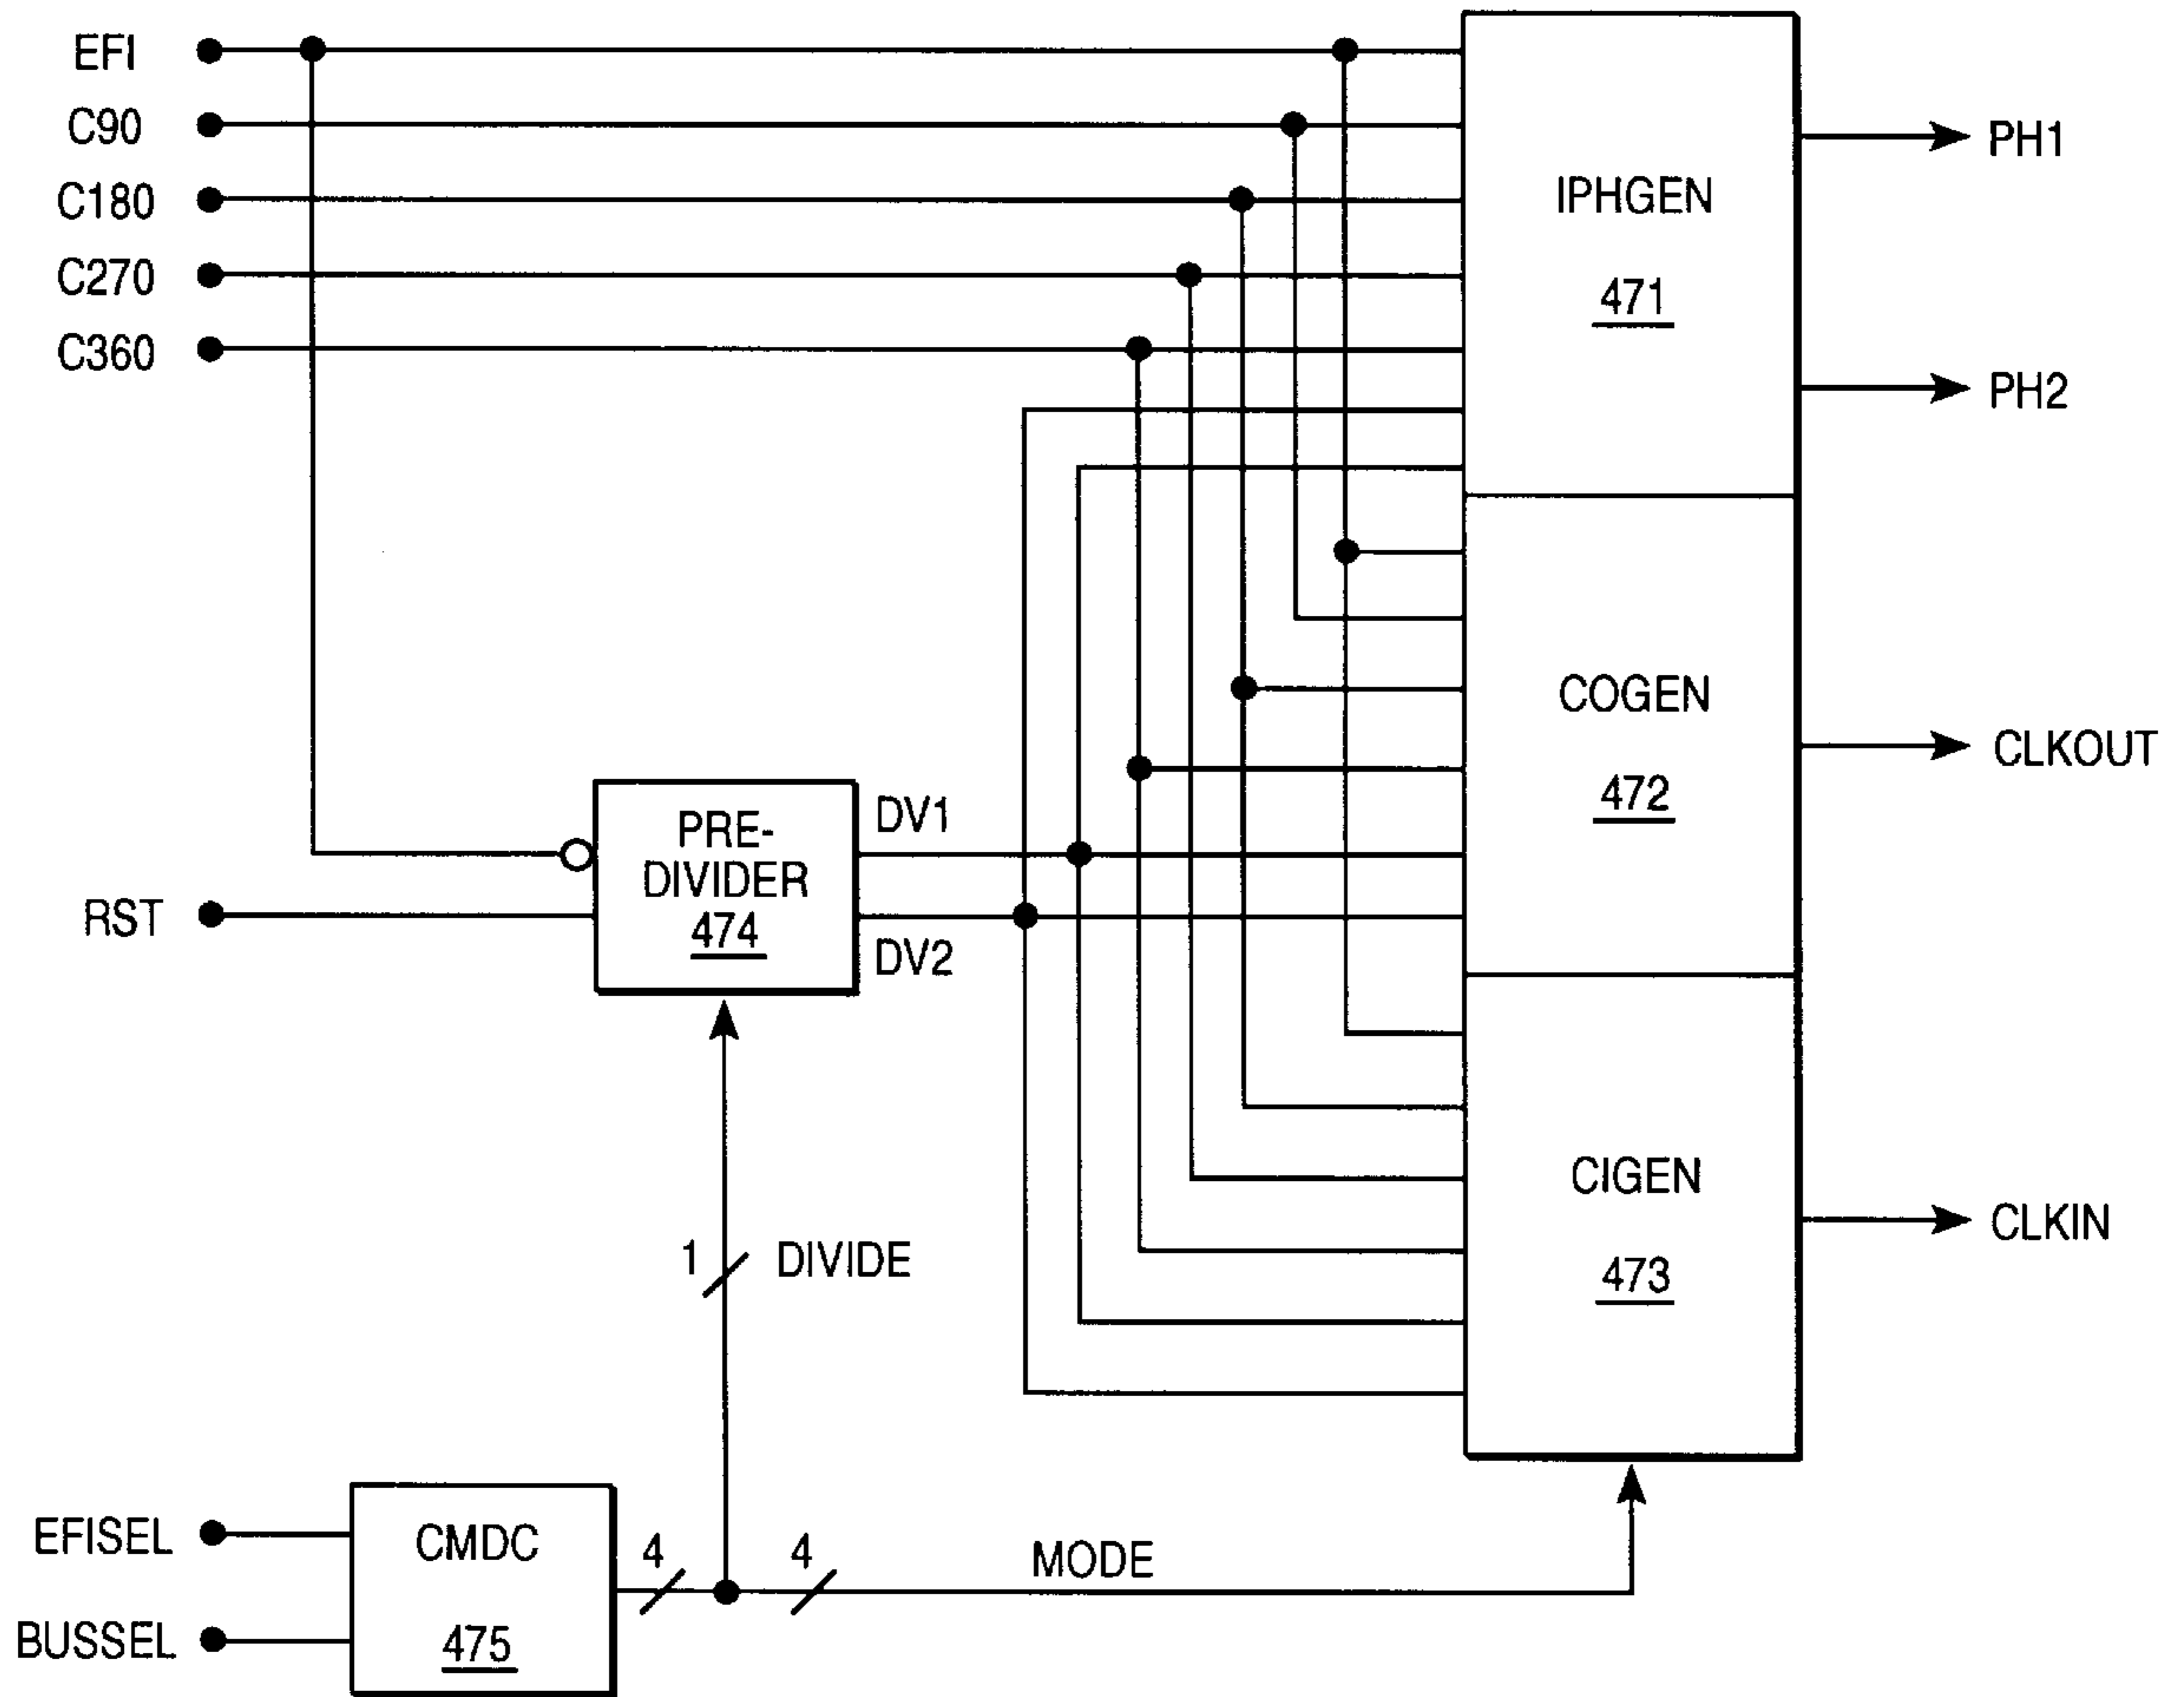 EFI
C90
C180
C270
C360
RST
EFISEL
BUSSEL
PRE-
DIVIDER
474
DV1
DV2
1
DIVIDE
CMDC
475
4
4
MODE
IPHGEN
471
COGEN
472
CIGEN
473
PH1
PH2
CLKOUT
CLKIN